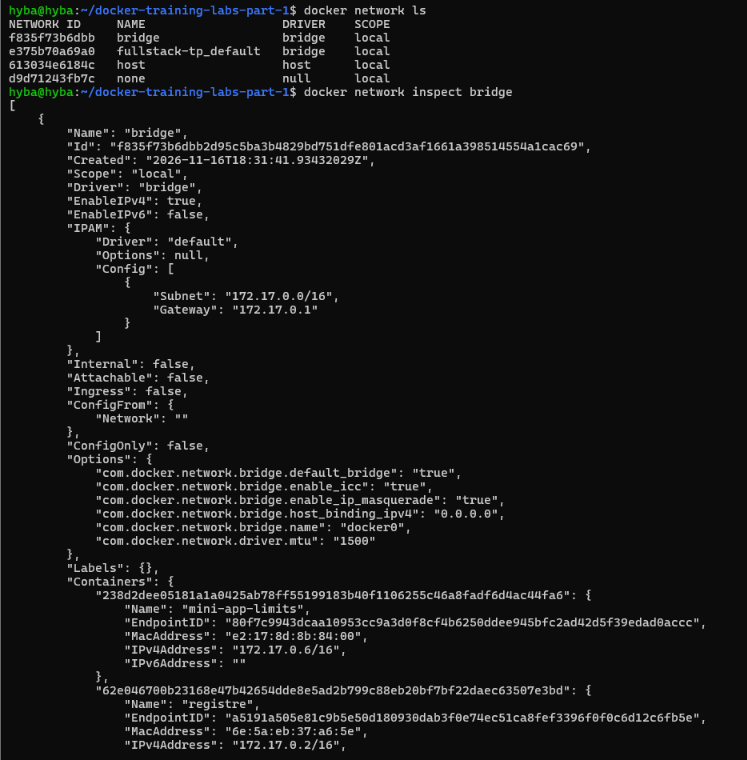 hyba@hyba:~/docker-training-labs-part-1$ docker network ls
NETWORK ID     NAME                   DRIVER    SCOPE
f835f73b6dbb   bridge                 bridge    local
e375b70a69a0   fullstack-tp_default   bridge    local
613034e6184c   host                   host      local
d9d71243fb7c   none                   null      local
hyba@hyba:~/docker-training-labs-part-1$ docker network inspect bridge
[
    {
        "Name": "bridge",
        "Id": "f835f73b6dbb2d95c5ba3b4829bd751dfe801acd3af1661a398514554a1cac69",
        "Created": "2026-11-16T18:31:41.93432029Z",
        "Scope": "local",
        "Driver": "bridge",
        "EnableIPv4": true,
        "EnableIPv6": false,
        "IPAM": {
            "Driver": "default",
            "Options": null,
            "Config": [
                {
                    "Subnet": "172.17.0.0/16",
                    "Gateway": "172.17.0.1"
                }
            ]
        },
        "Internal": false,
        "Attachable": false,
        "Ingress": false,
        "ConfigFrom": {
            "Network": ""
        },
        "ConfigOnly": false,
        "Options": {
            "com.docker.network.bridge.default_bridge": "true",
            "com.docker.network.bridge.enable_icc": "true",
            "com.docker.network.bridge.enable_ip_masquerade": "true",
            "com.docker.network.bridge.host_binding_ipv4": "0.0.0.0",
            "com.docker.network.bridge.name": "docker0",
            "com.docker.network.driver.mtu": "1500"
        },
        "Labels": {},
        "Containers": {
            "238d2dee05181a1a0425ab78ff55199183b40f1106255c46a8fadf6d4ac44fa6": {
                "Name": "mini-app-limits",
                "EndpointID": "80f7c9943dcaa10953cc9a3d0f8cf4b6250ddee945bfc2ad42d5f39edad0accc",
                "MacAddress": "e2:17:8d:8b:84:00",
                "IPv4Address": "172.17.0.6/16",
                "IPv6Address": ""
            },
            "62e046700b23168e47b42654dde8e5ad2b799c88eb20bf7bf22daec63507e3bd": {
                "Name": "registre",
                "EndpointID": "a5191a505e81c9b5e50d180930dab3f0e74ec51ca8fef3396f0f0c6d12c6fb5e",
                "MacAddress": "6e:5a:eb:37:a6:5e",
                "IPv4Address": "172.17.0.2/16",